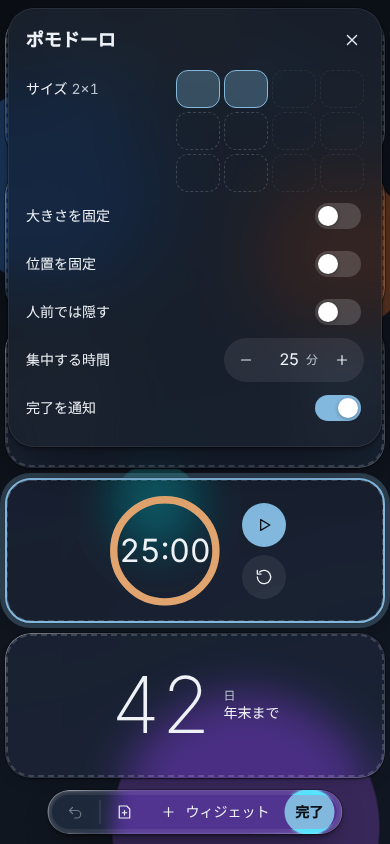 ポモドーロ
サイズ 2×1
大きさを固定
位置を固定
人前では隠す
集中する時間 − 25 分 +
完了を通知
25:00
42 日
年末まで
+ ウィジェット 完了